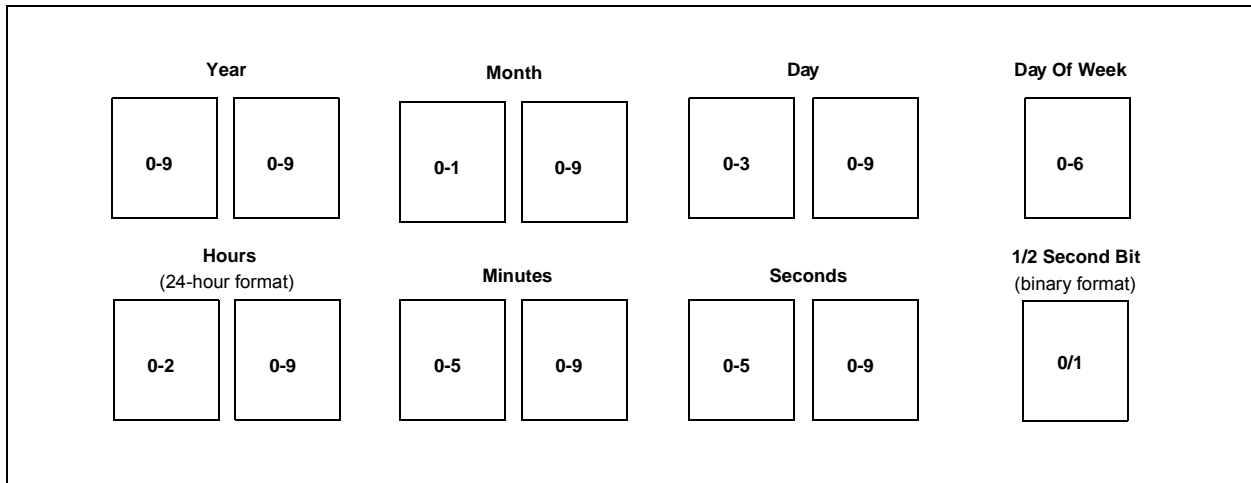 Year
Month
Day
Day Of Week
0-9 0-9
0-1 0-9
0-3 0-9
0-6
Hours
(24-hour format)
Minutes
Seconds
1/2 Second Bit
(binary format)
0-2 0-9
0-5 0-9
0-5 0-9
0/1